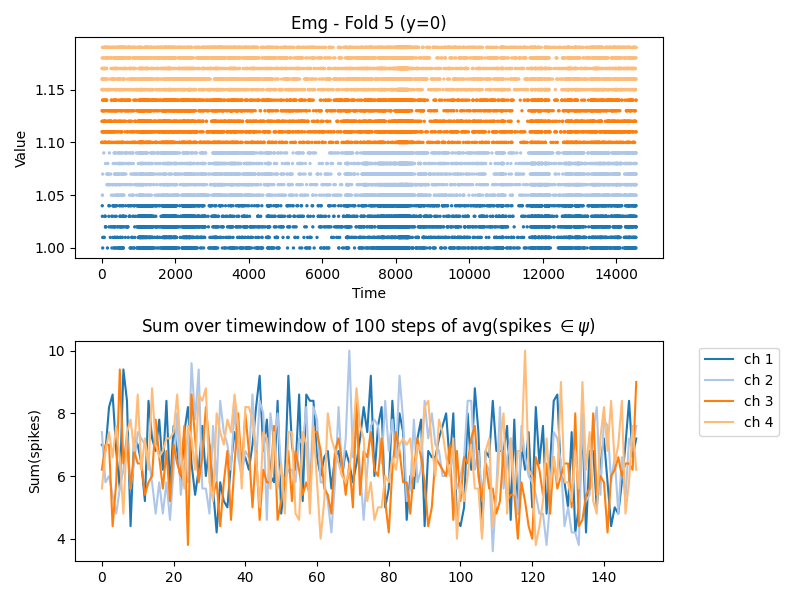 Emg - Fold 5 (y=0)
Value
1.15
1.10
1.05
1.00
0 2000 4000 6000 8000 10000 12000 14000
Time
Sum over timewindow of 100 steps of avg(spikes ∈ψ)
Sum(spikes)
10
8
6
4
0 20 40 60 80 100 120 140
ch 1
ch 2
ch 3
ch 4